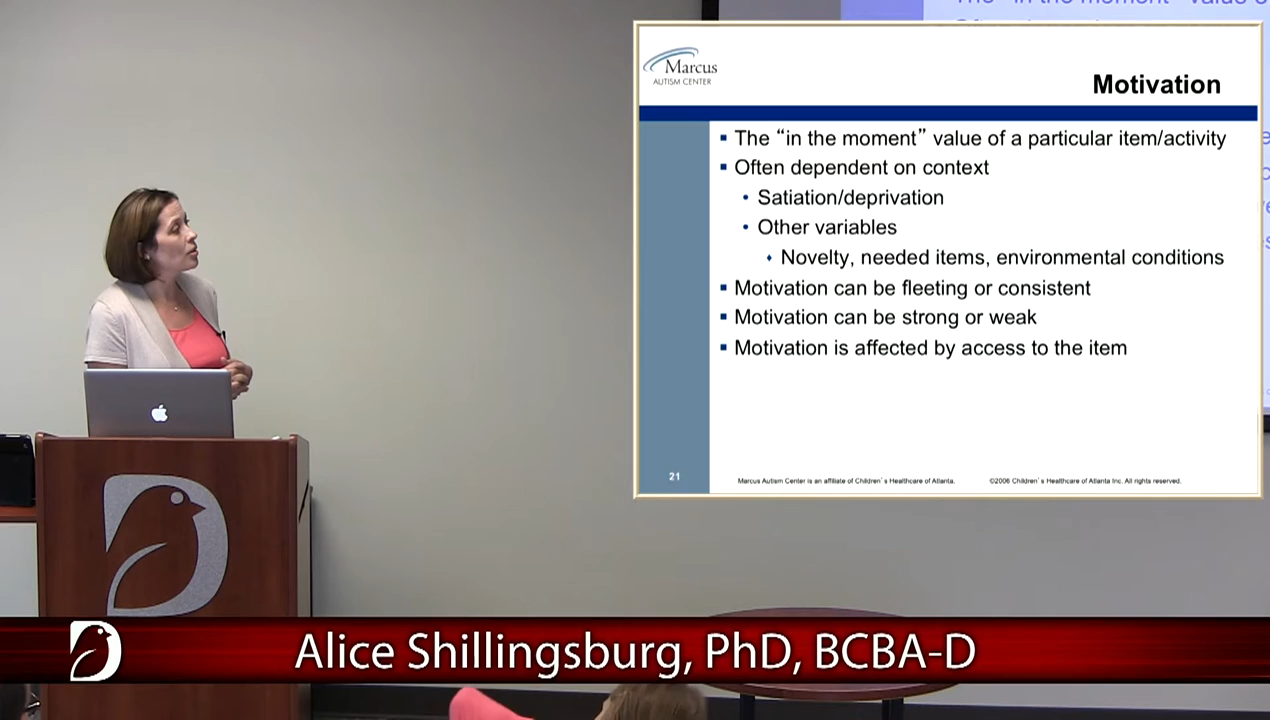 Marcus
AUTISM CENTER
Motivation
The “in the moment” value of a particular item/activity
Often dependent on context
Satiation/deprivation
Other variables
Novelty, needed items, environmental conditions
Motivation can be fleeting or consistent
Motivation can be strong or weak
Motivation is affected by access to the item
21
Marcus Autism Center is an affiliate of Children`s Healthcare of Atlanta.
©2006 Children`s Healthcare of Atlanta Inc. All rights reserved.
Alice Shillingsburg, PhD, BCBA-D